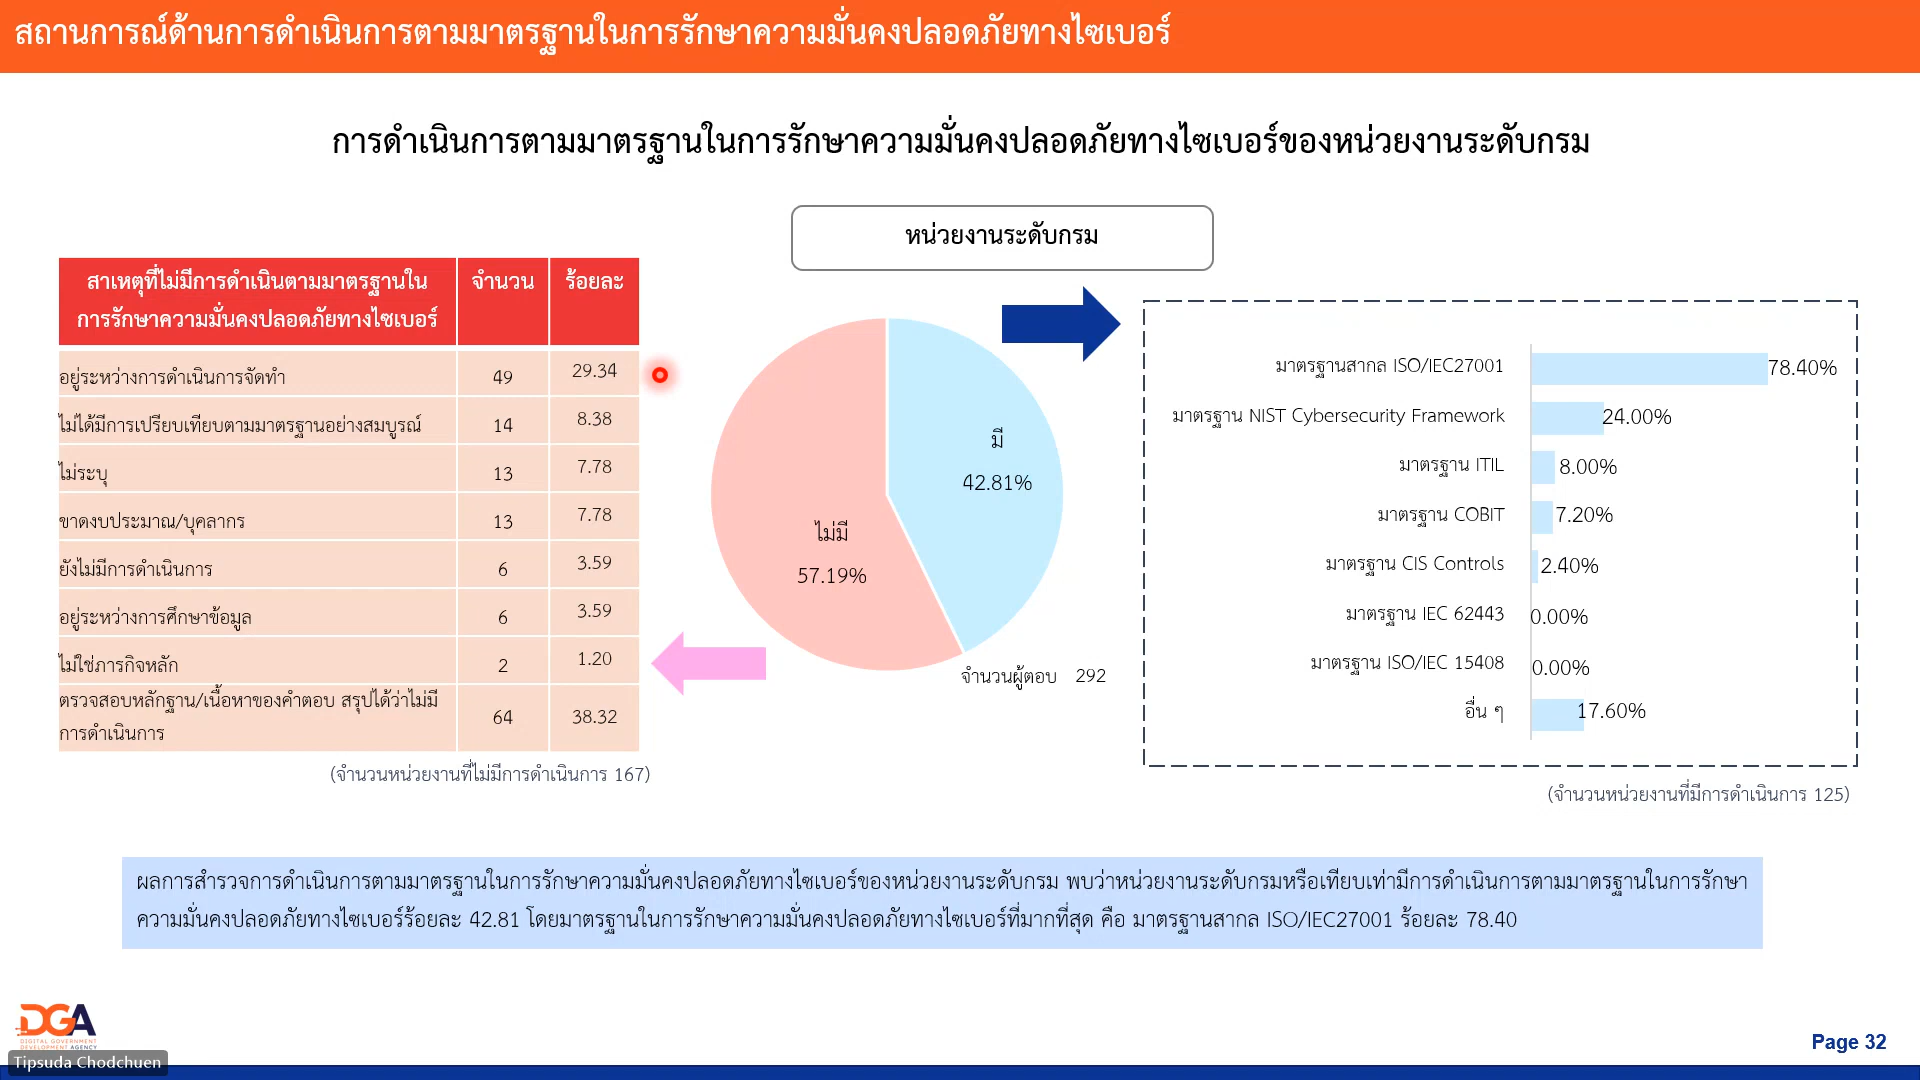 สถานการณ์ด้านการดำเนินการตามมาตรฐานในการรักษาความมั่นคงปลอดภัยทางไซเบอร์
การดำเนินการตามมาตรฐานในการรักษาความมั่นคงปลอดภัยทางไซเบอร์ของหน่วยงานระดับกรม
หน่วยงานระดับกรม
สาเหตุที่ไม่มีการดำเนินตามมาตรฐานใน
การรักษาความมั่นคงปลอดภัยทางไซเบอร์ จำนวน ร้อยละ
อยู่ระหว่างการดำเนินการจัดทำ 49 29.34
ไม่ได้มีการเปรียบเทียบตามมาตรฐานอย่างสมบูรณ์ 14 8.38
ไม่ระบุ 13 7.78
ขาดงบประมาณ/บุคลากร 13 7.78
ยังไม่มีการดำเนินการ 6 3.59
อยู่ระหว่างการศึกษาข้อมูล 6 3.59
ไม่ใช่ภารกิจหลัก 2 1.20
ตรวจสอบหลักฐาน/เนื้อหาของคำตอบ สรุปได้ว่าไม่มี
การดำเนินการ 64 38.32
(จำนวนหน่วยงานที่ไม่มีการดำเนินการ 167)
มี
42.81%
ไม่มี
57.19%
จำนวนผู้ตอบ 292
มาตรฐานสากล ISO/IEC27001 78.40%
มาตรฐาน NIST Cybersecurity Framework 24.00%
มาตรฐาน ITIL 8.00%
มาตรฐาน COBIT 7.20%
มาตรฐาน CIS Controls 2.40%
มาตรฐาน IEC 62443 0.00%
มาตรฐาน ISO/IEC 15408 0.00%
อื่น ๆ 17.60%
(จำนวนหน่วยงานที่มีการดำเนินการ 125)
ผลการสำรวจการดำเนินการตามมาตรฐานในการรักษาความมั่นคงปลอดภัยทางไซเบอร์ของหน่วยงานระดับกรม พบว่าหน่วยงานระดับกรมหรือเทียบเท่ามีการดำเนินการตามมาตรฐานในการรักษา
ความมั่นคงปลอดภัยทางไซเบอร์ร้อยละ 42.81 โดยมาตรฐานในการรักษาความมั่นคงปลอดภัยทางไซเบอร์ที่มากที่สุด คือ มาตรฐานสากล ISO/IEC27001 ร้อยละ 78.40
DGA
DIGITAL GOVERNMENT
DEVELOPMENT AGENCY
Tipsuda Chodchuen
Page 32